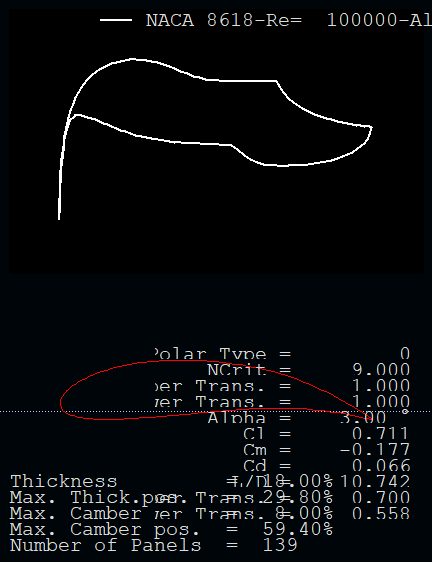 NACA 8618-Re=  100000-Al
Polar Type =  0
NCrit =  9.000
per Trans. =  1.000
wer Trans. =  1.000
Alpha =  3.00 °
Cl =  0.711
Cm =  -0.177
Cd =  0.066
Thickness  =  18.00%
L/D  10.742
Max. Thick.pos.  =  29.80%
per Trans.  0.700
Max. Camber  =  8.00%
wer Trans. =  0.558
Max. Camber pos.  =  59.40%
Number of Panels  =  139